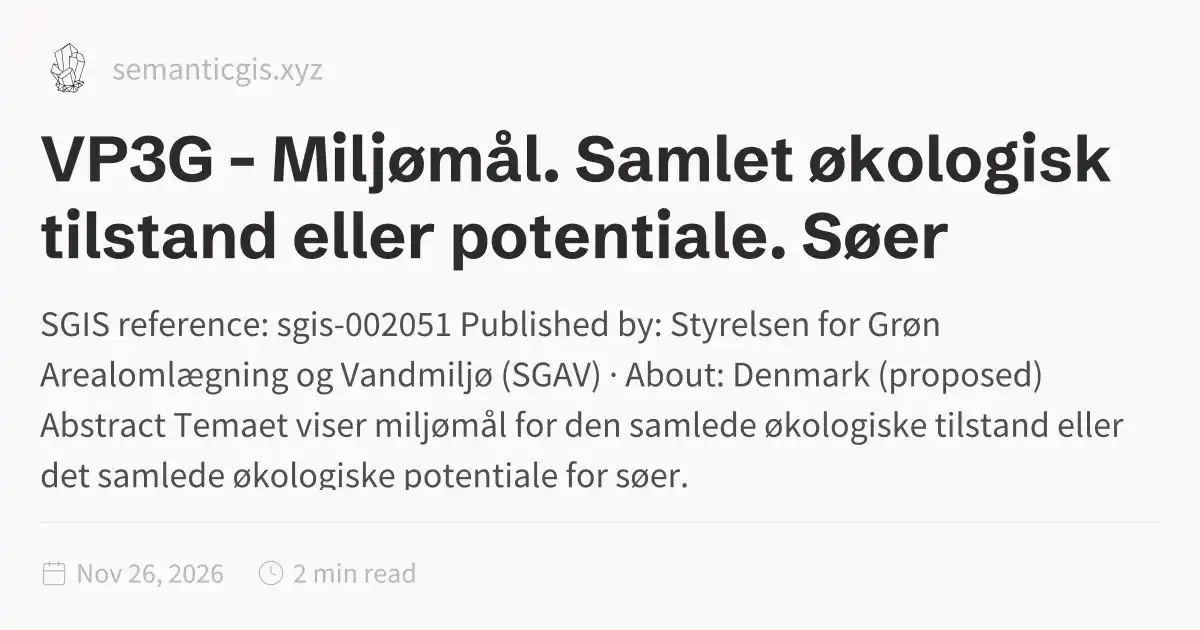 semanticgis.xyz
VP3G - Miljømål. Samlet økologisk
tilstand eller potentiale. Søer
SGIS reference: sgis-002051 Published by: Styrelsen for Grøn
Arealomlægning og Vandmiljø (SGAV) · About: Denmark (proposed)
Abstract Temaet viser miljømål for den samlede økologiske tilstand eller
det samlede økologiske potentiale for søer.
Nov 26, 2026 2 min read